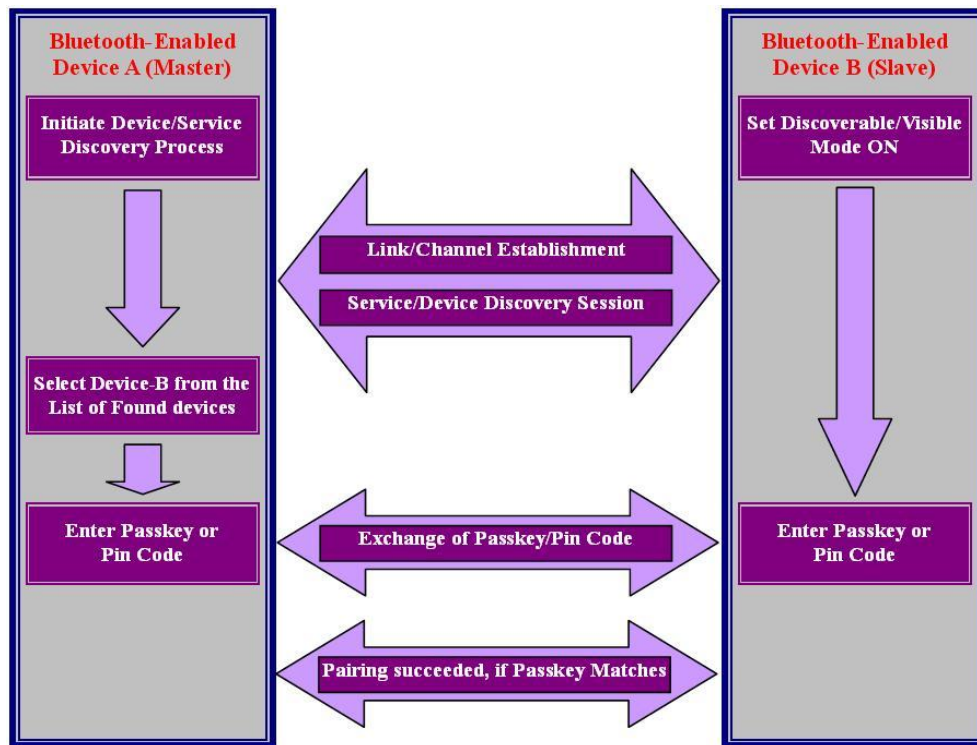 Bluetooth-Enabled
Device A (Master)
Initiate Device/Service
Discovery Process
Select Device-B from the
List of Found devices
Enter Passkey or
Pin Code
Link/Channel Establishment
Service/Device Discovery Session
Exchange of Passkey/Pin Code
Pairing succeeded, if Passkey Matches
Bluetooth-Enabled
Device B (Slave)
Set Discoverable/Visible
Mode ON
Enter Passkey or
Pin Code